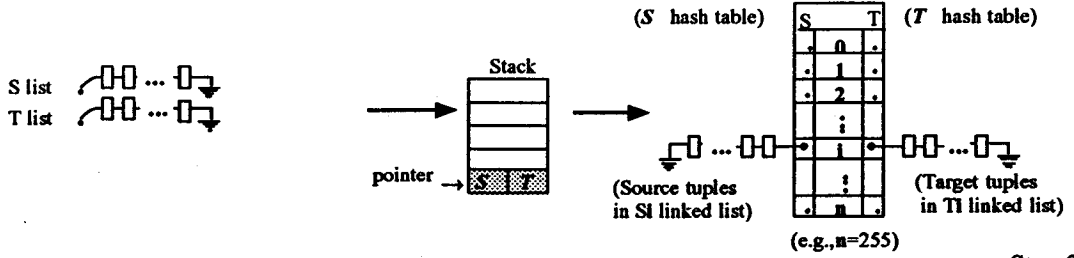 (S hash table) (T hash table)
S T
0
1
2
S list
T list
Stack
i
pointer → S T
(Source tuples
in Si linked list)
(Target tuples
in Ti linked list)
n
(e.g.,n=255)